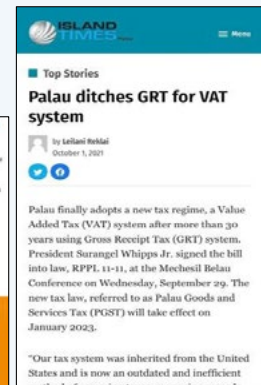 ISLAND
TIMES
Menu
Top Stories
Palau ditches GRT for VAT
system
by Leilani Reklai
October 1, 2021
Palau finally adopts a new tax regime, a Value
Added Tax (VAT) system after more than 30
years using Gross Receipt Tax (GRT) system.
President Surangel Whipps Jr. signed the bill
into law, RPPL 11-11, at the Mechesil Belau
Conference on Wednesday, September 29. The
new tax law, referred to as Palau Goods and
Services Tax (PGST) will take effect on
January 2023.
"Our tax system was inherited from the United
States and is now an outdated and inefficient